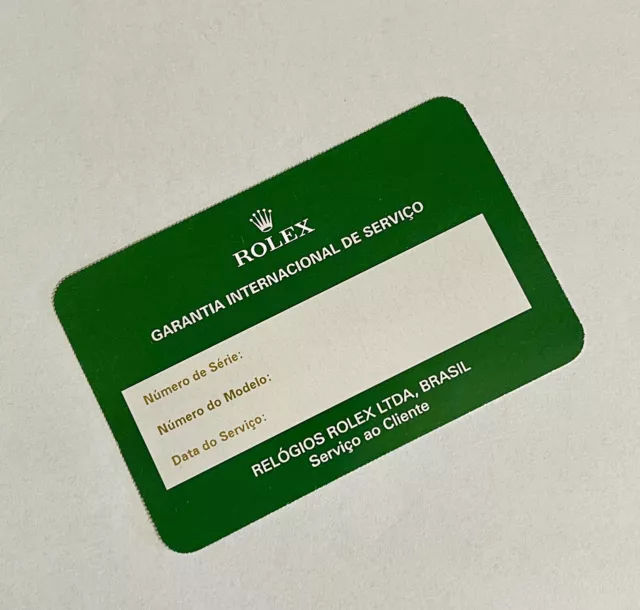 ROLEX
GARANTIA INTERNACIONAL DE SERVIÇO
Número de Série:
Número do Modelo:
Data do Serviço:
RELÓGIOS ROLEX LTDA, BRASIL
Serviço ao Cliente